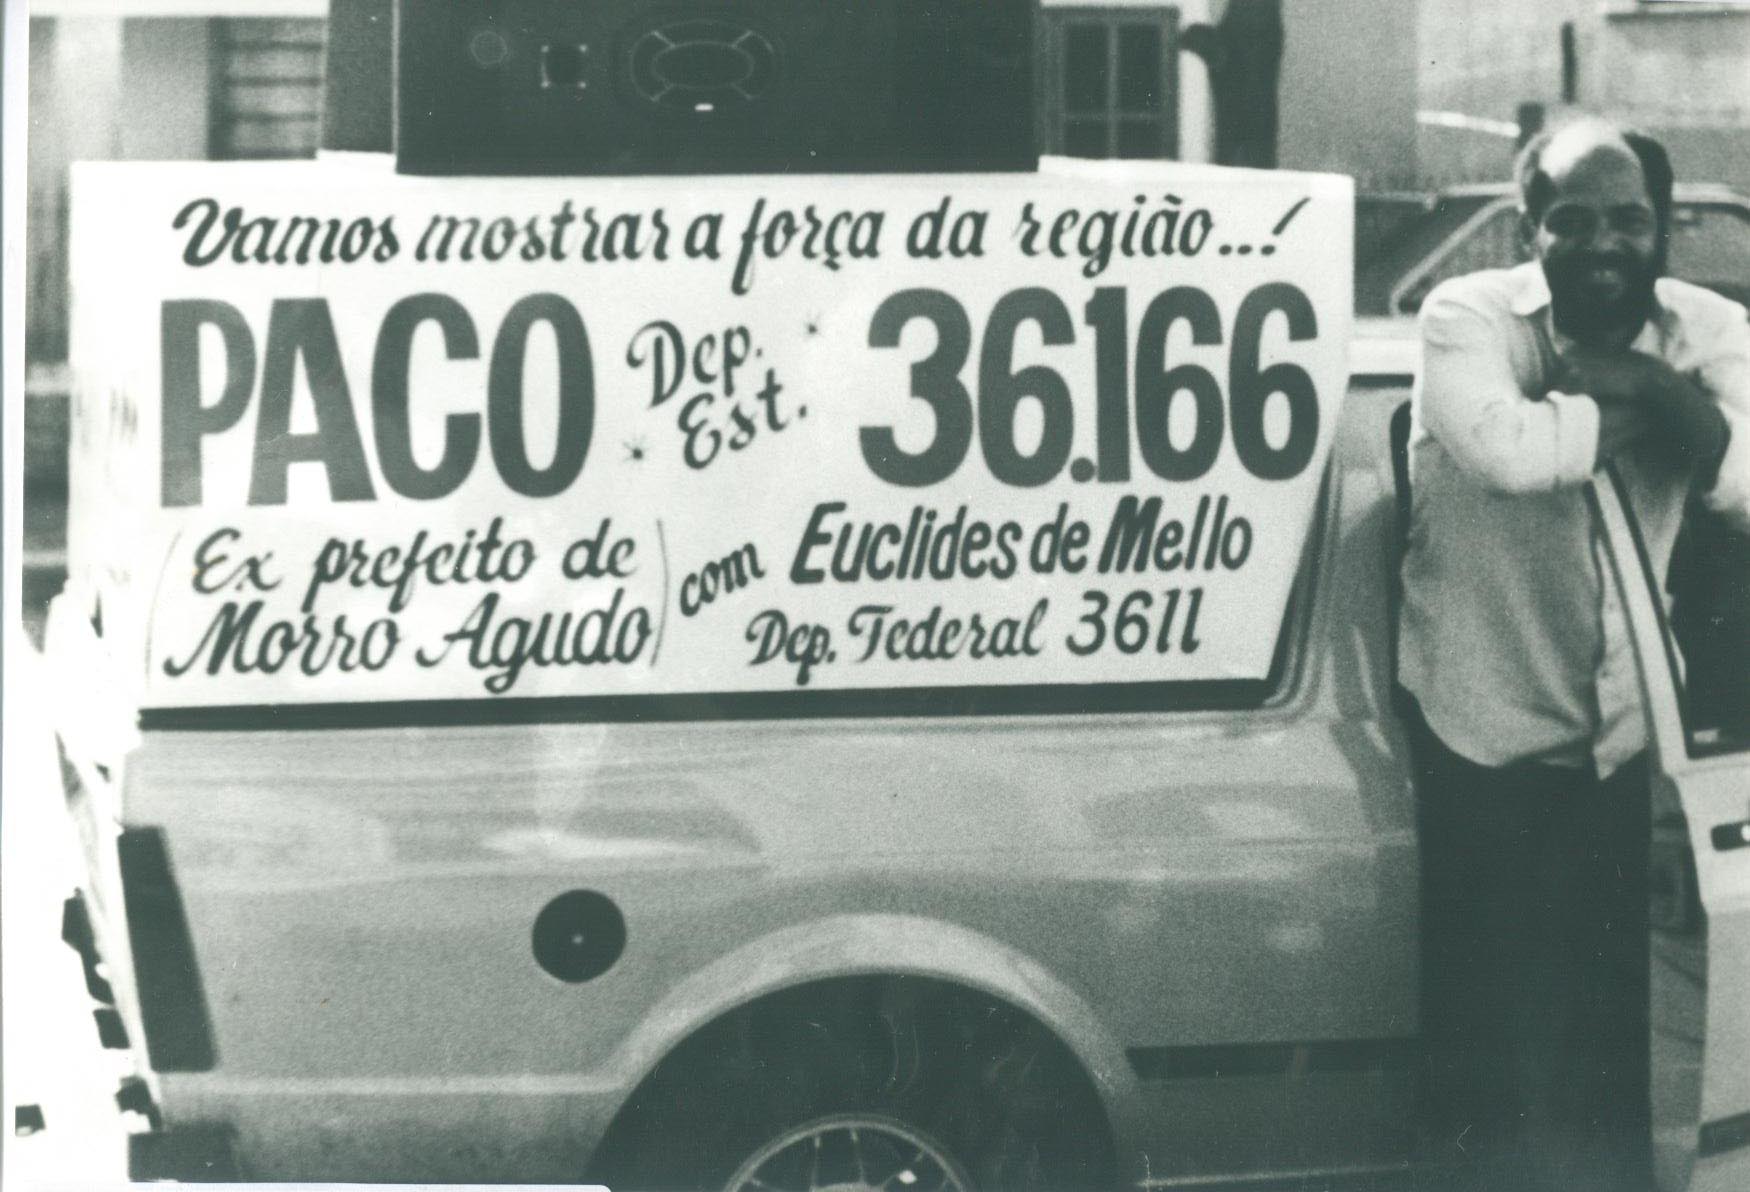 Vamos mostrar a força da região...!
PACO Dep. Est. 36.166
(Ex prefeito de
Morro Agudo)
com Euclides de Mello
Dep. Federal 3611